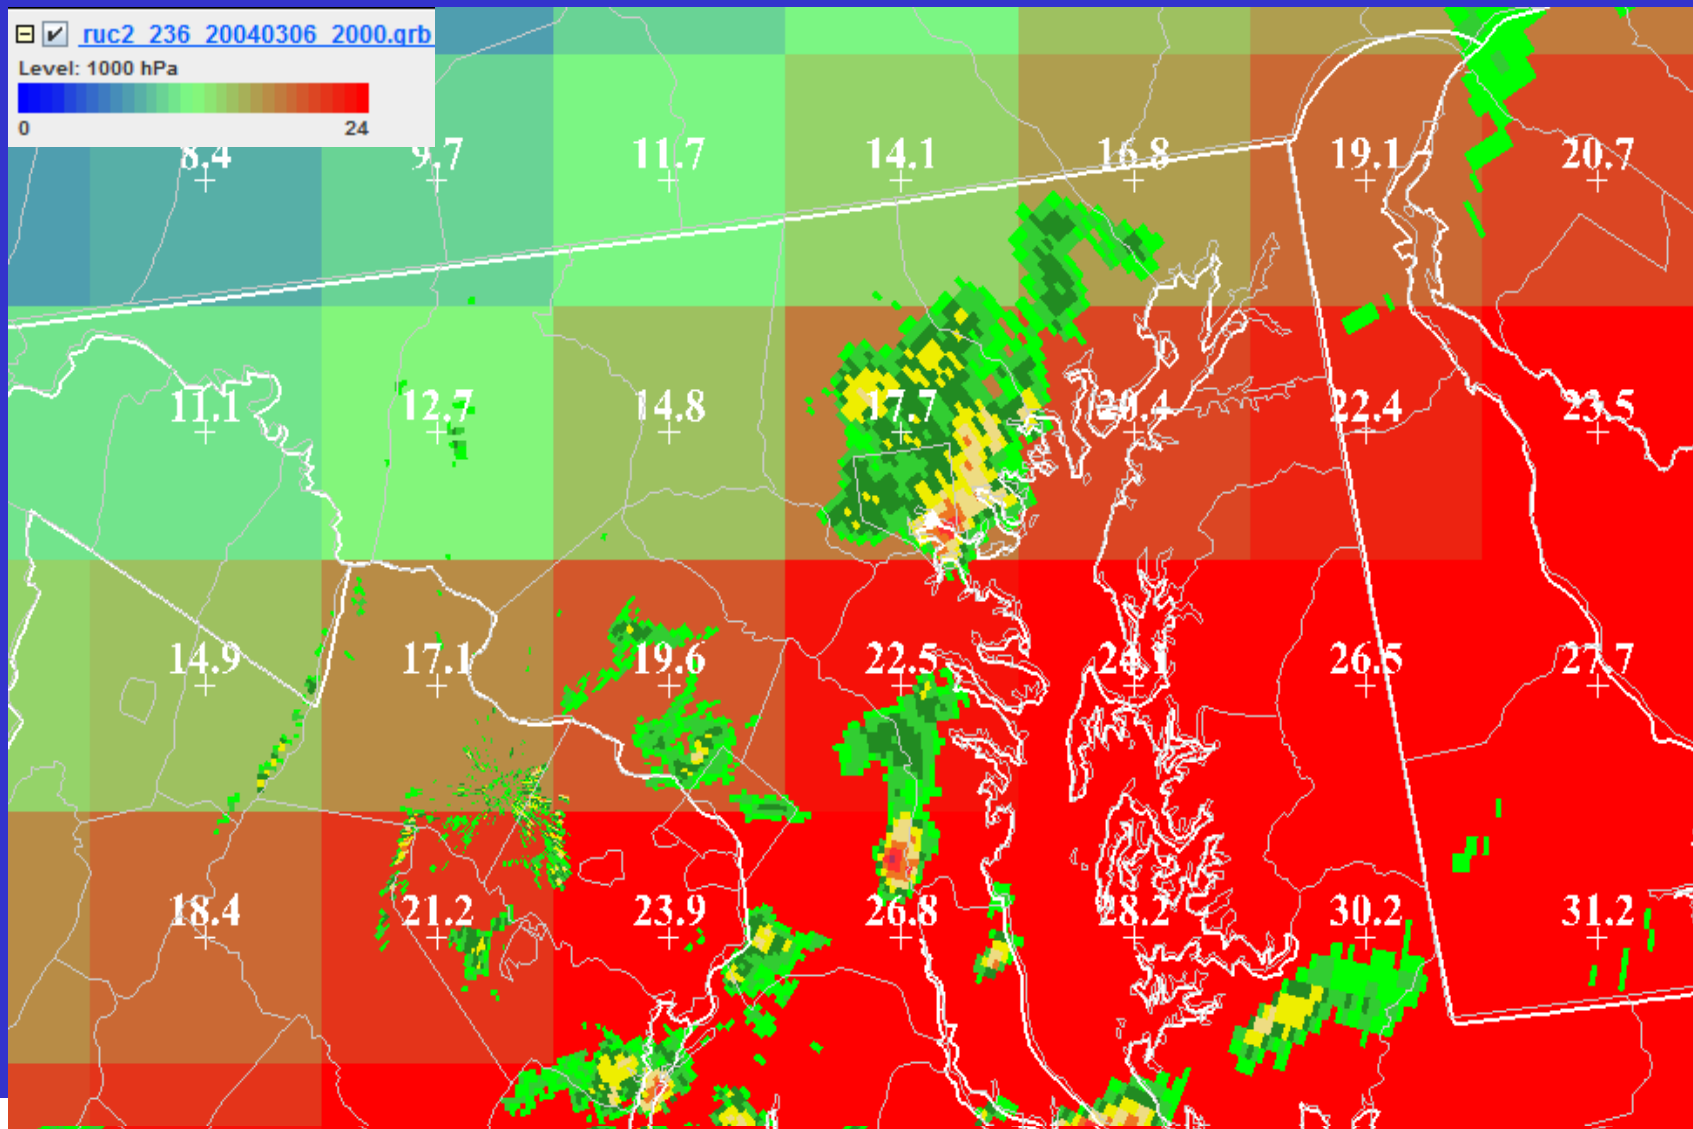 ruc2_236_20040306_2000.grb
Level: 1000 hPa
0 24
8.4 9.7 11.7 14.1 16.8 19.1 20.7
11.1 12.7 14.8 17.7 20.4 22.4 23.5
14.9 17.1 19.6 22.5 24.1 26.5 27.7
18.4 21.2 23.9 26.8 28.2 30.2 31.2